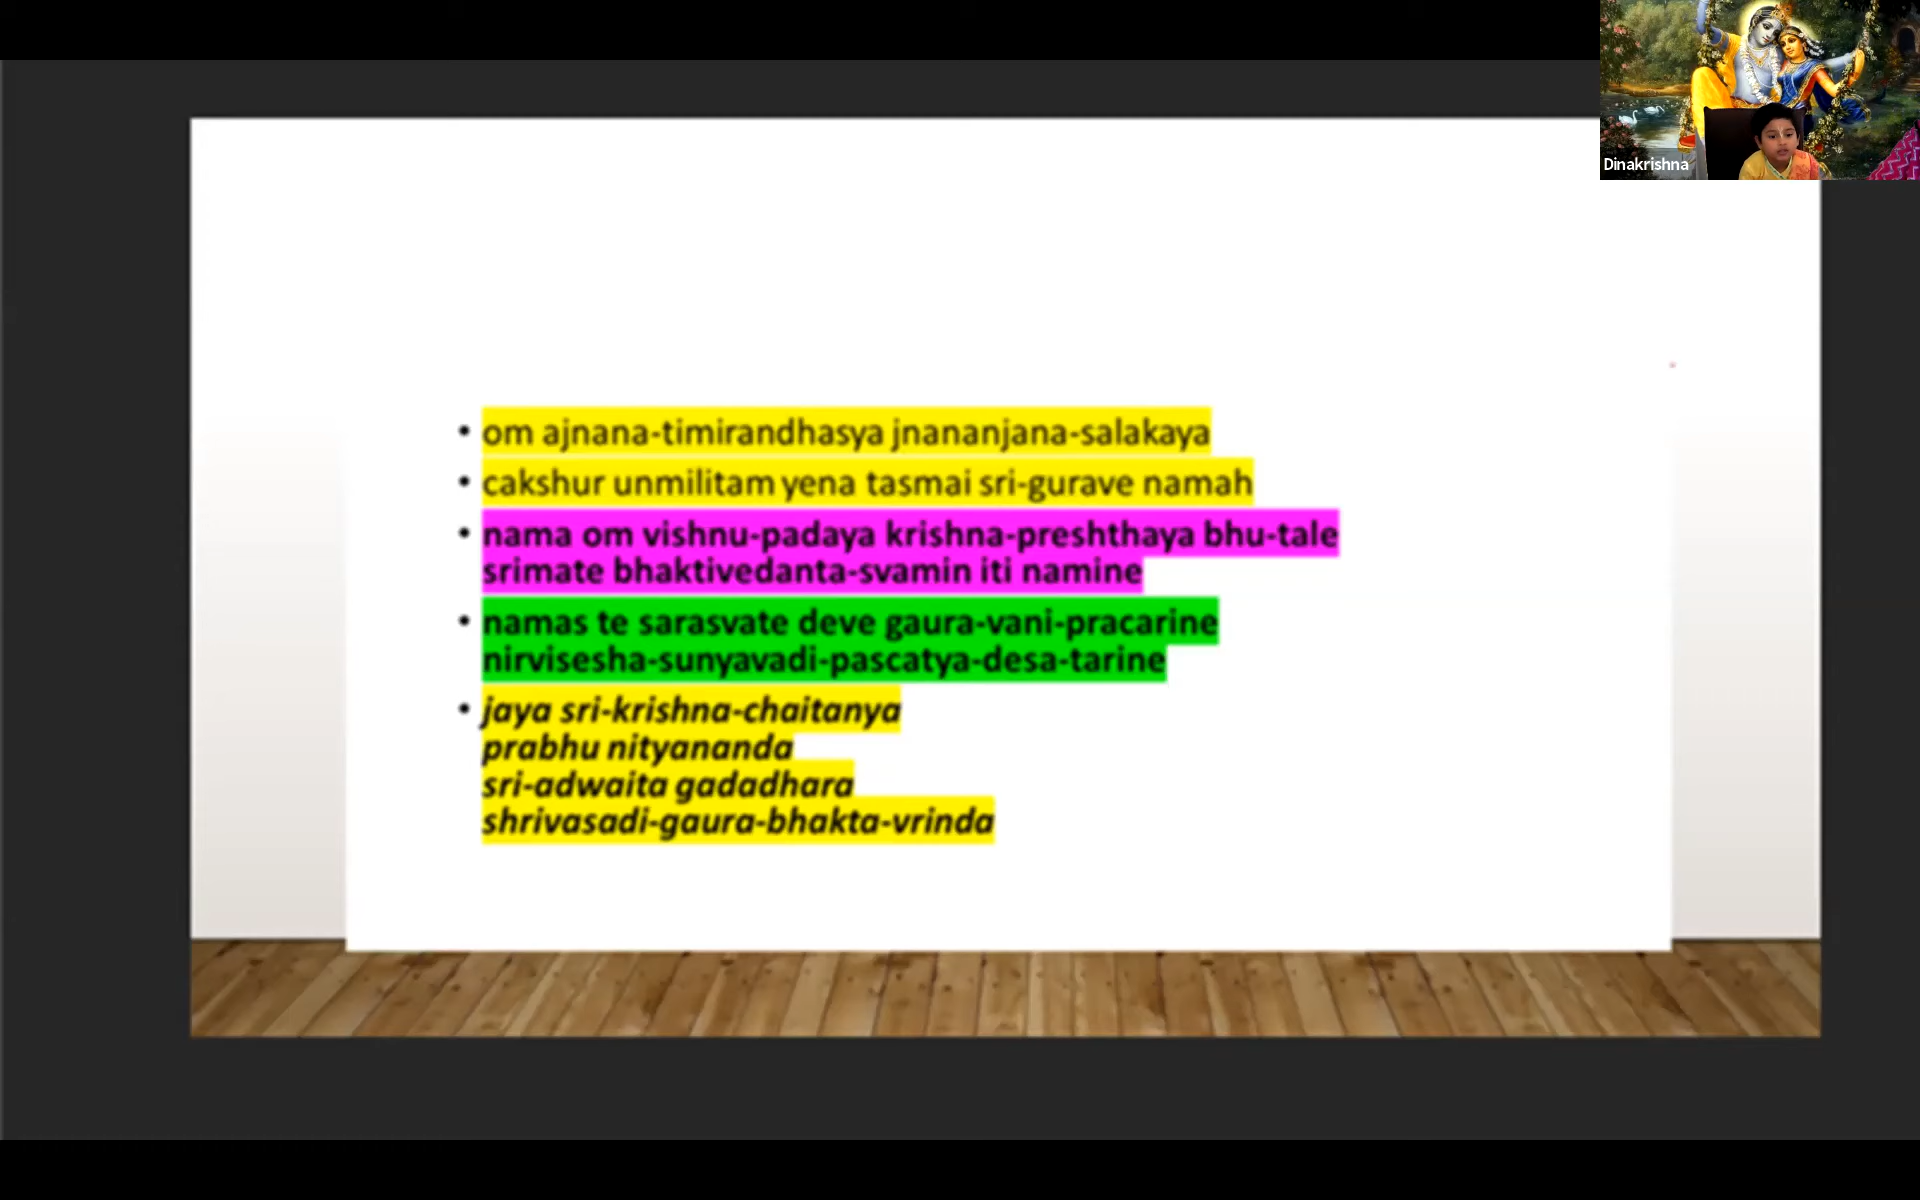 Dinakrishna
• om ajnana-timirandhasya jnananjana-salakaya
• cakshur unmilitam yena tasmai sri-gurave namah
• nama om vishnu-padaya krishna-preshthaya bhu-tale
srimate bhaktivedanta-svamin iti namine
• namas te sarasvate deve gaura-vani-pracarine
nirvisesha-sunyavadi-pascatya-desa-tarine
• jaya sri-krishna-chaitanya
prabhu nityananda
sri-adwaita gadadhara
shrivasadi-gaura-bhakta-vrinda